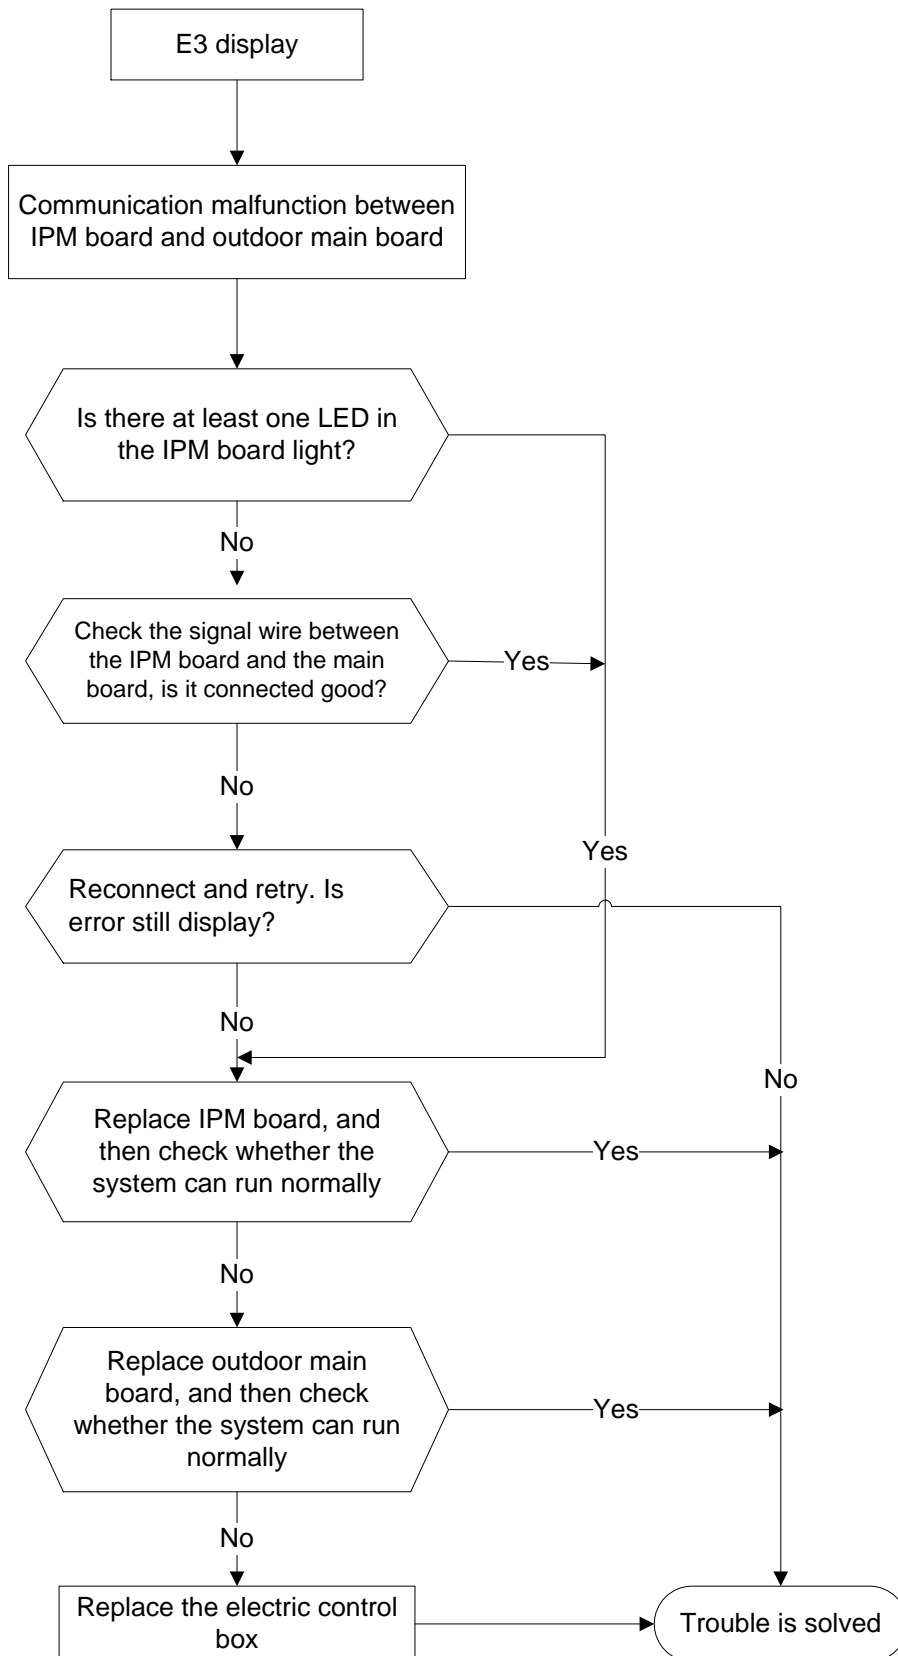 E3 display
Communication malfunction between
IPM board and outdoor main board
Is there at least one LED in
the IPM board light?
No
Check the signal wire between
the IPM board and the main
board, is it connected good?
Yes
No
Yes
Reconnect and retry. Is
error still display?
No
No
Replace IPM board, and
then check whether the
system can run normally
Yes
No
Replace outdoor main
board, and then check
whether the system can run
normally
Yes
No
Replace the electric control
box
Trouble is solved